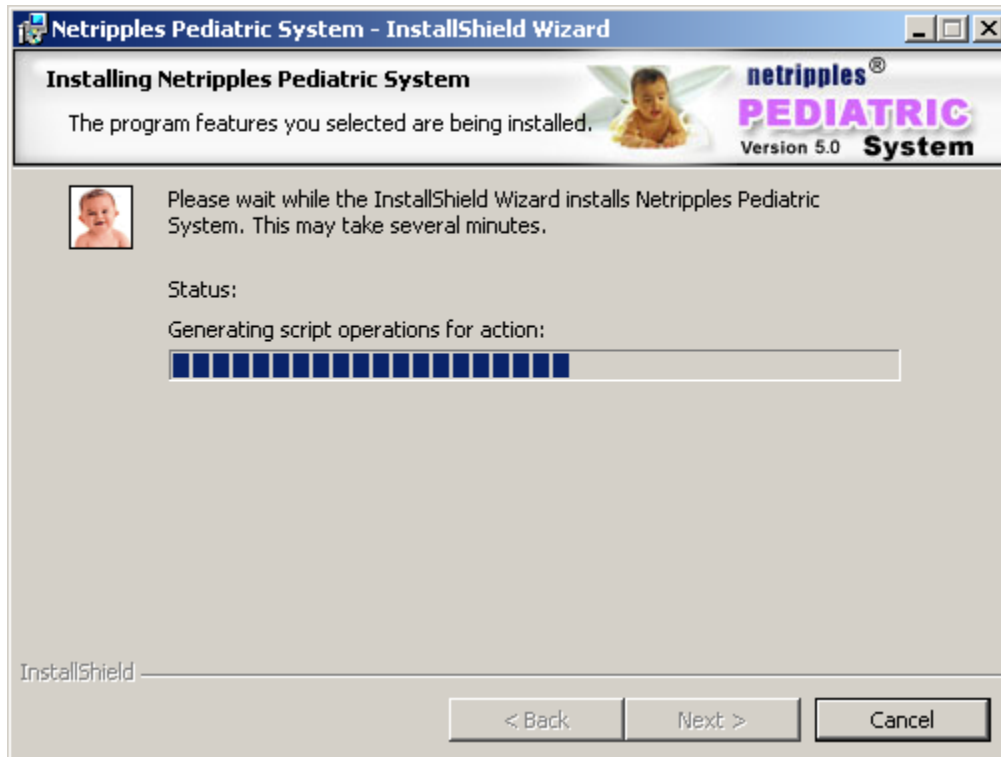 Netripples Pediatric System - InstallShield Wizard
Installing Netripples Pediatric System
The program features you selected are being installed.
netripples®
PEDIATRIC
Version 5.0 System
Please wait while the InstallShield Wizard installs Netripples Pediatric
System. This may take several minutes.
Status:
Generating script operations for action:
InstallShield
< Back Next > Cancel